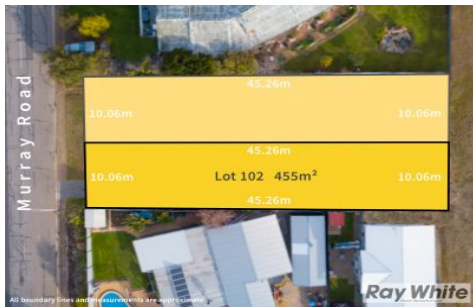 Murray Road
45.26m
10.06m 10.06m
45.26m
10.06m Lot 102 455m² 10.06m
45.26m
All boundary lines and measurements are approximate
Ray White